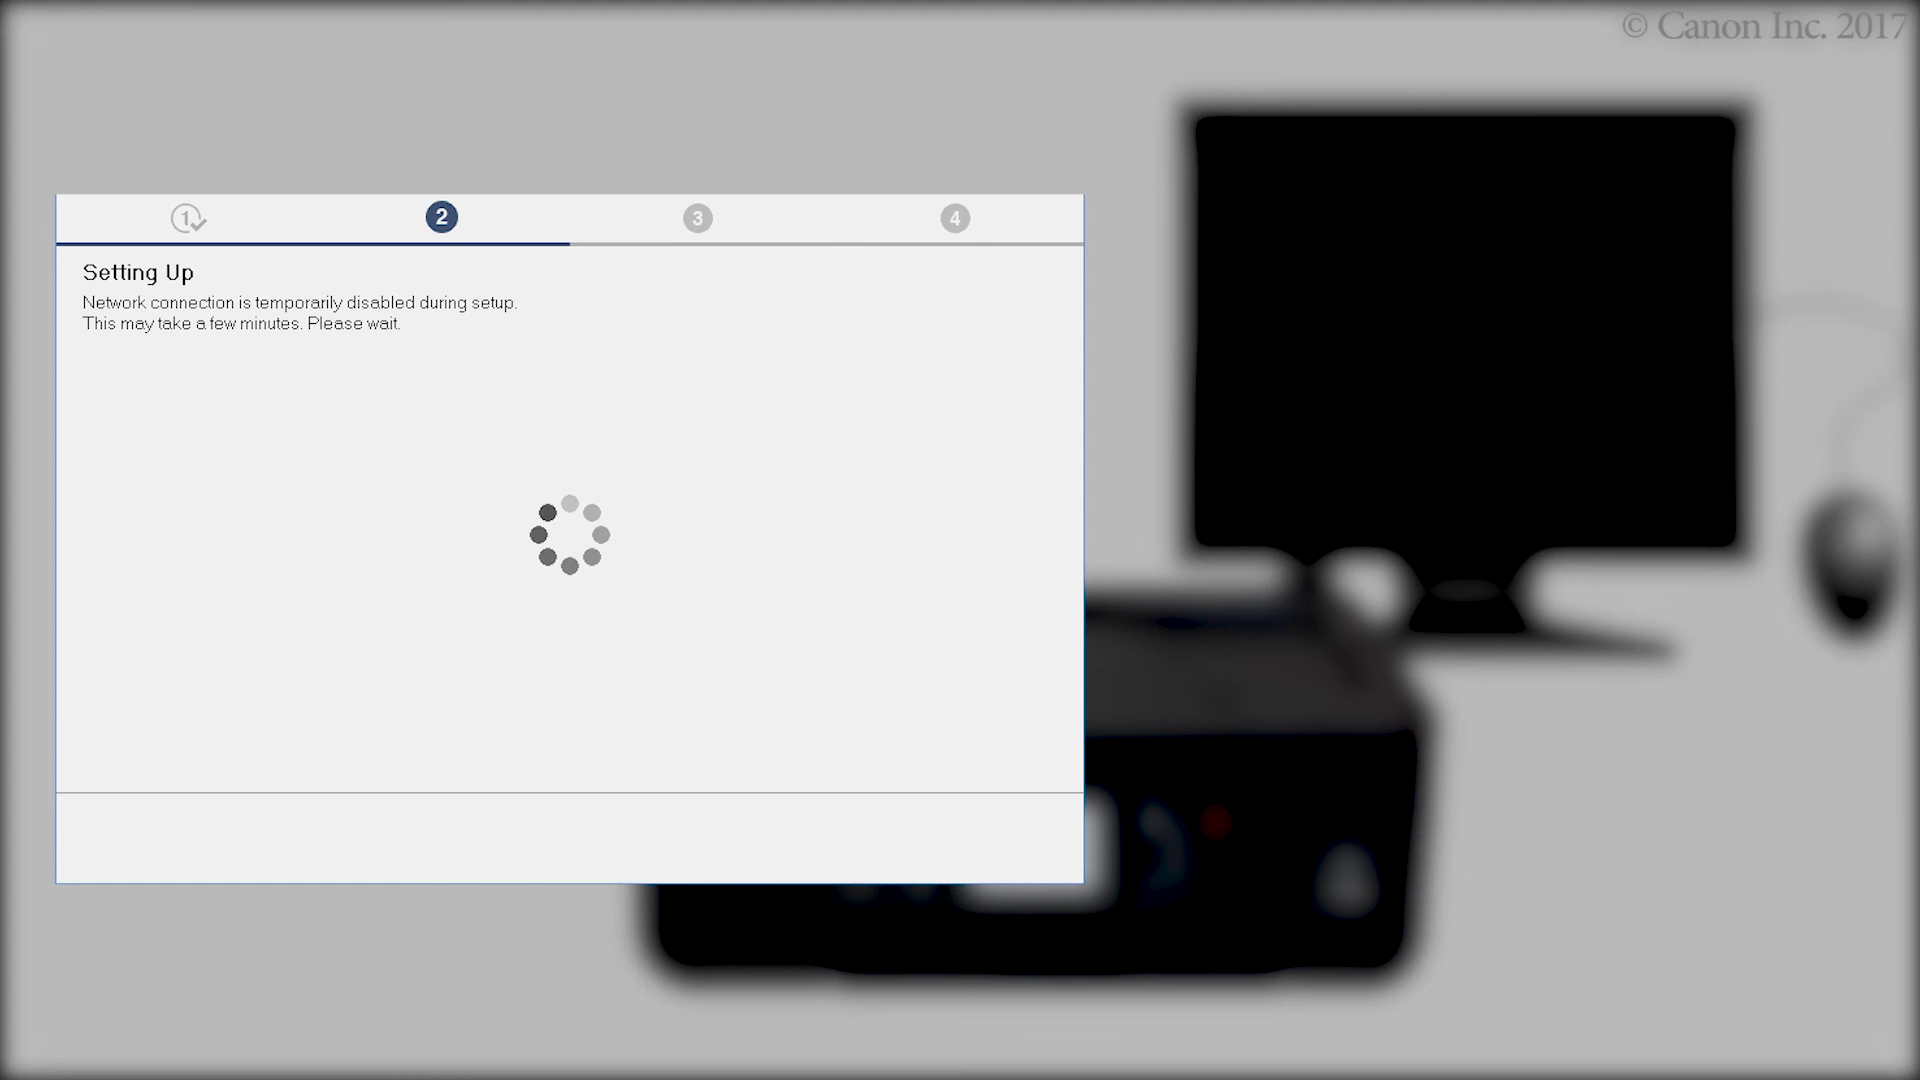 © Canon Inc. 2017
1
2
3
4
Setting Up
Network connection is temporarily disabled during setup.
This may take a few minutes. Please wait.